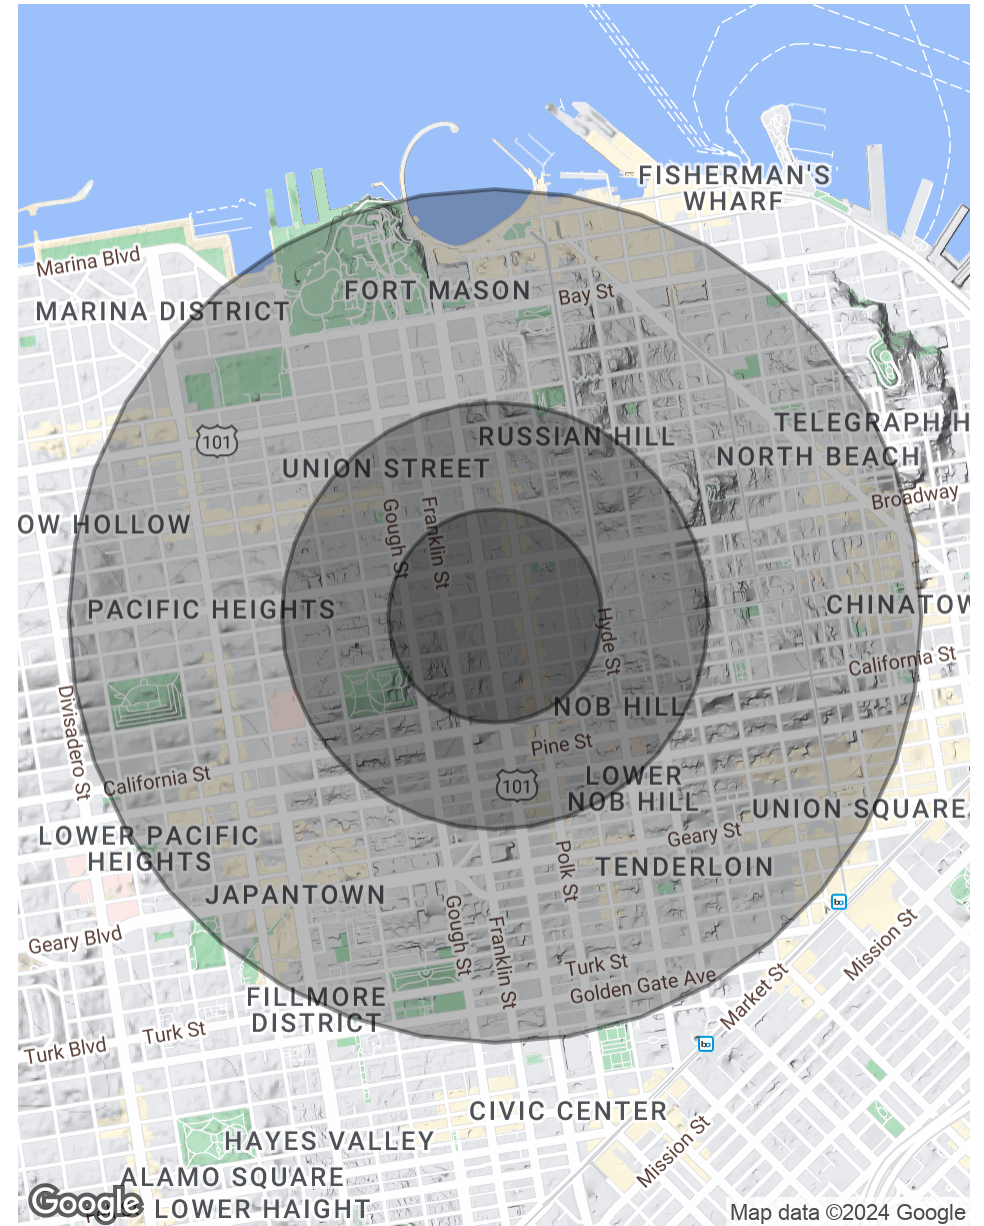 FISHERMAN'S
WHARF
Marina Blvd
FORT MASON
Bay St
MARINA DISTRICT
TELEGRAPH H
101
RUSSIAN HILL
NORTH BEACH
UNION STREET
Broadway
OW HOLLOW
Gough St
Franklin St
PACIFIC HEIGHTS
CHINATOW
Hyde St
California St
Divisadero St
NOB HILL
Pine St
California St
101
LOWER
NOB HILL
UNION SQUARE
LOWER PACIFIC
HEIGHTS
Geary St
TENDERLOIN
Polk St
JAPANTOWN
Gough St
Franklin St
Geary Blvd
Mission St
Turk St
Golden Gate Ave
Market St
FILLMORE
DISTRICT
Turk St
Turk Blvd
CIVIC CENTER
HAYES VALLEY
Mission St
ALAMO SQUARE
LOWER HAIGHT
Google
Map data ©2024 Google